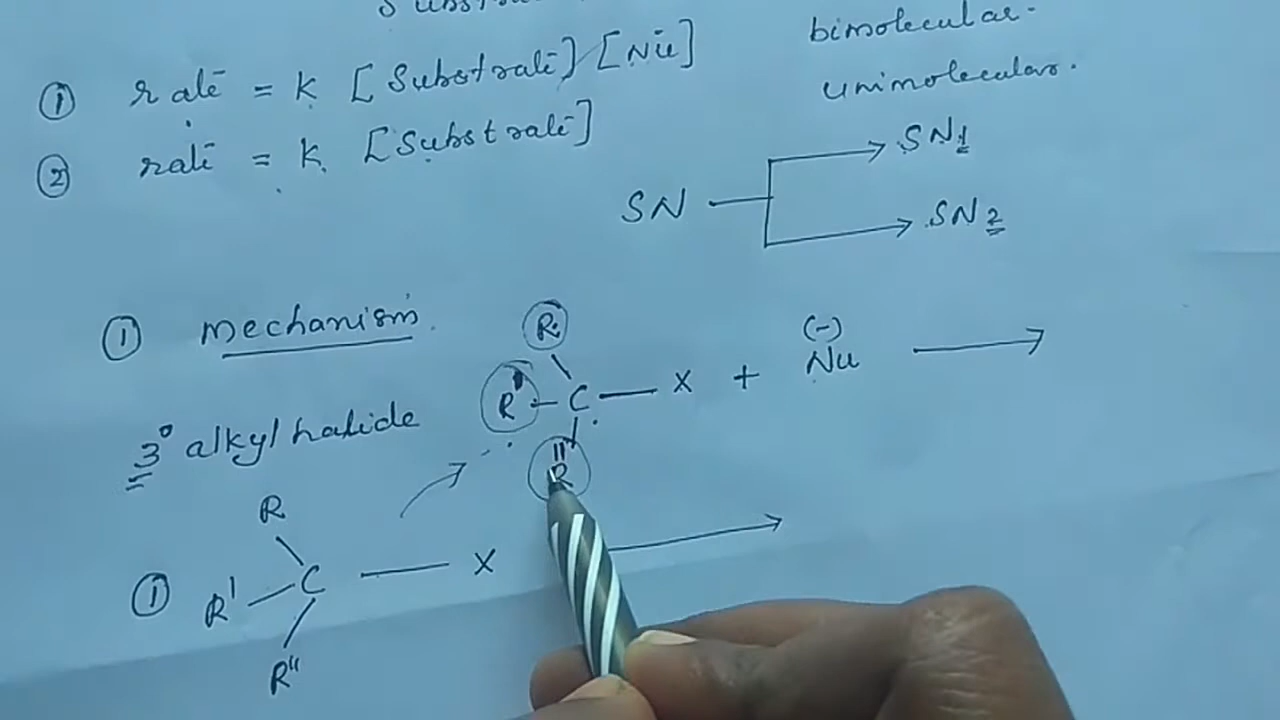 ① rate = k [Substrate] [Nu]
bimolecular.
② rate = k [Substrate]
unimolecular.
SN
SN1
SN2
① mechanism.
R
R' C X + (-) Nu
R"
3° alkyl halide
① R
R' C X
R"